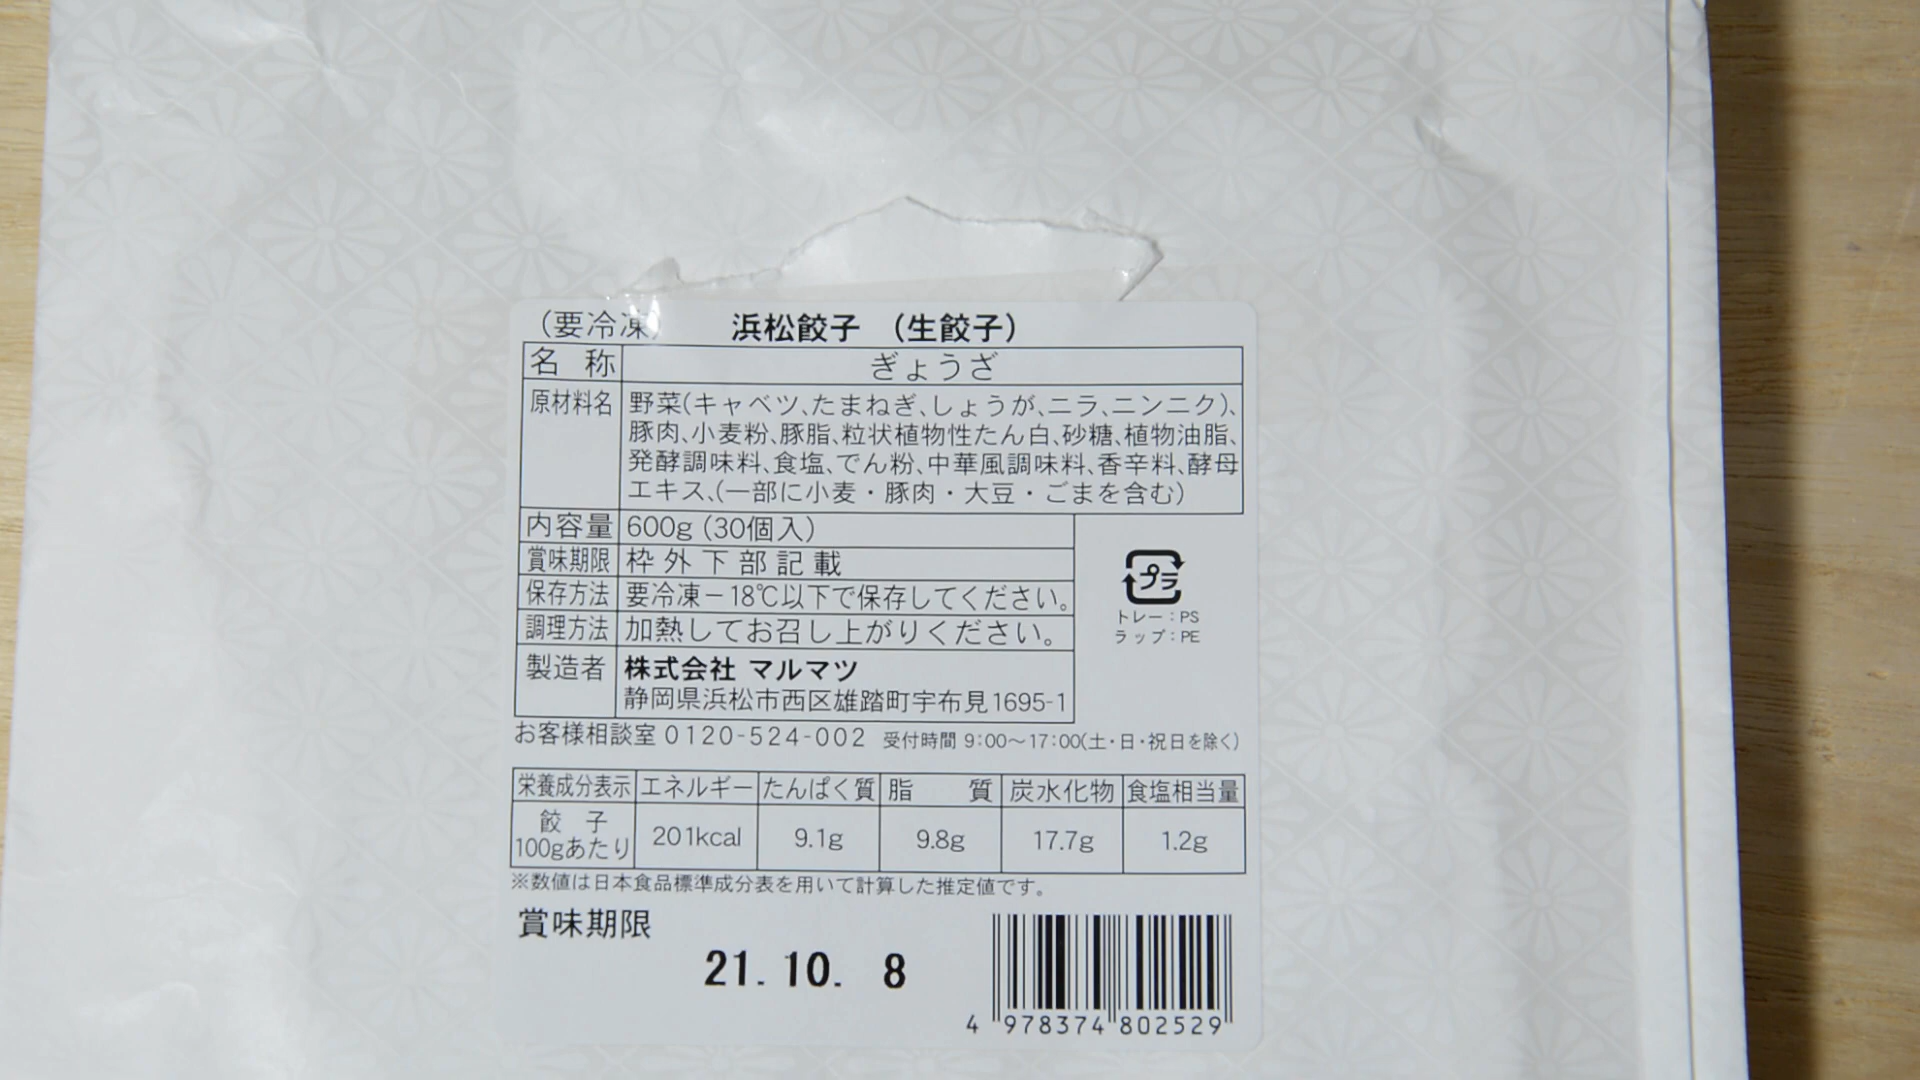 （要冷凍） 浜松餃子 （生餃子）
名 称 ぎょうざ
原材料名 野菜(キャベツ、たまねぎ、しょうが、ニラ、ニンニク)、
豚肉、小麦粉、豚脂、粒状植物性たん白、砂糖、植物油脂、
発酵調味料、食塩、でん粉、中華風調味料、香辛料、酵母
エキス、(一部に小麦・豚肉・大豆・ごまを含む)
内容量 600g (30個入)
賞味期限 枠外下部記載
保存方法 要冷凍－18℃以下で保存してください。
調理方法 加熱してお召し上がりください。
製造者 株式会社 マルマツ
静岡県浜松市西区雄踏町宇布見1695-1
プラ
トレー：PS
ラップ：PE
お客様相談室 0120-524-002 受付時間 9:00～17:00(土・日・祝日を除く)
栄養成分表示 エネルギー たんぱく質 脂 質 炭水化物 食塩相当量
餃 子
100gあたり 201kcal 9.1g 9.8g 17.7g 1.2g
※数値は日本食品標準成分表を用いて計算した推定値です。
賞味期限
21. 10. 8
4 978374 802529